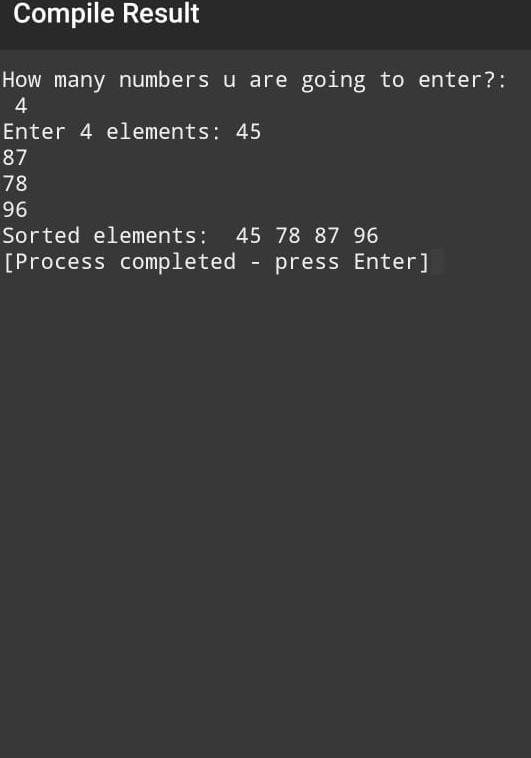 Compile Result
How many numbers u are going to enter?:
4
Enter 4 elements: 45
87
78
96
Sorted elements:  45 78 87 96
[Process completed - press Enter]